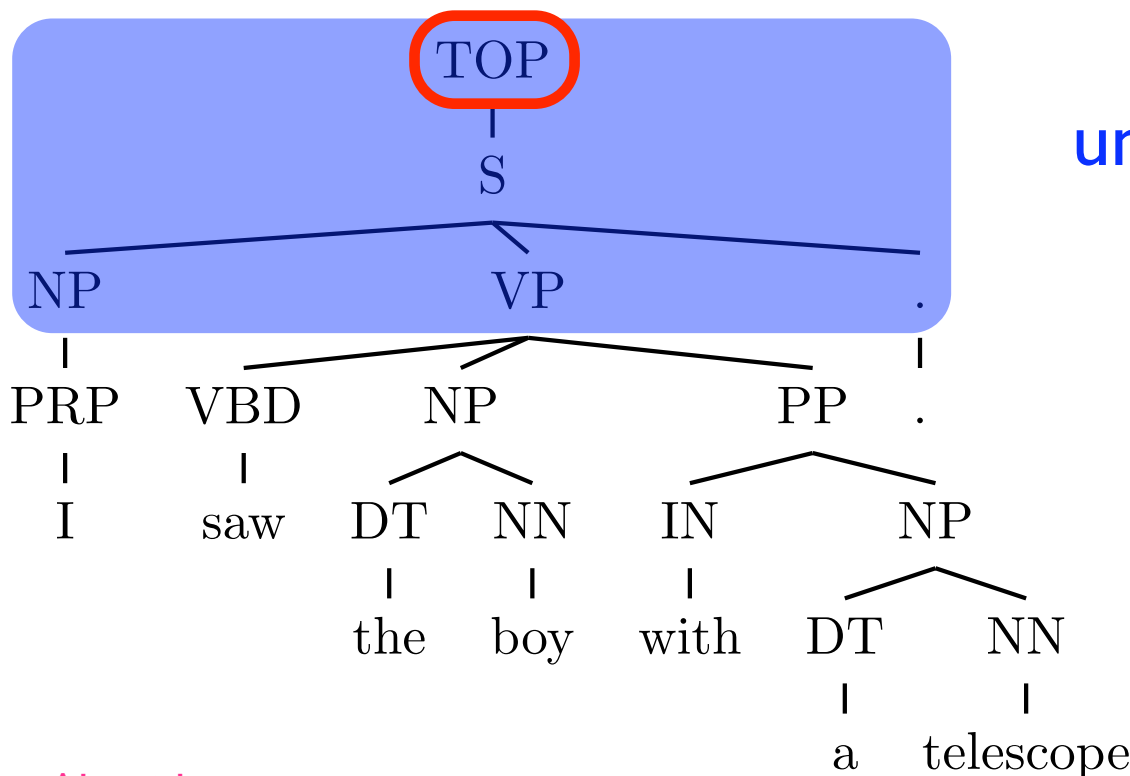 TOP
S
NP VP .
PRP VBD NP PP .
I saw DT NN IN NP
the boy with DT NN
a telescope